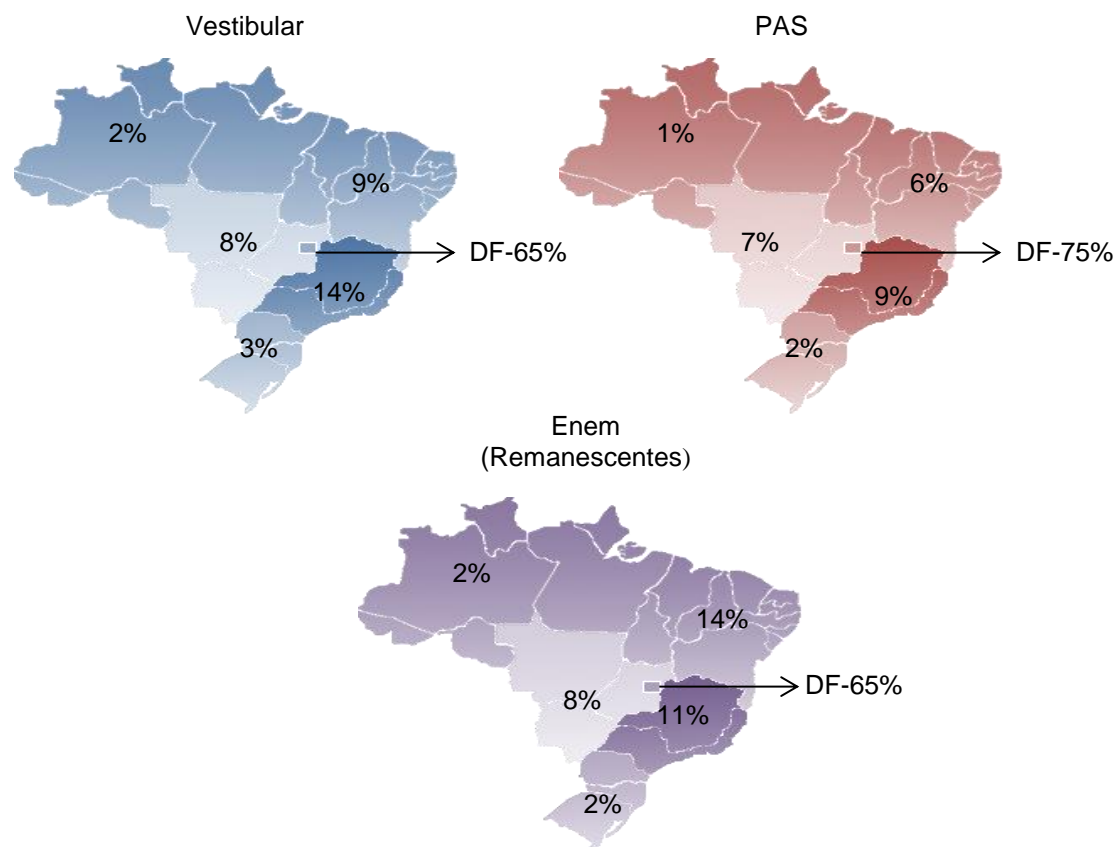 Vestibular
2%
9%
8%
DF-65%
14%
3%
PAS
1%
6%
7%
DF-75%
9%
2%
Enem
(Remanescentes)
2%
14%
DF-65%
8%
11%
2%